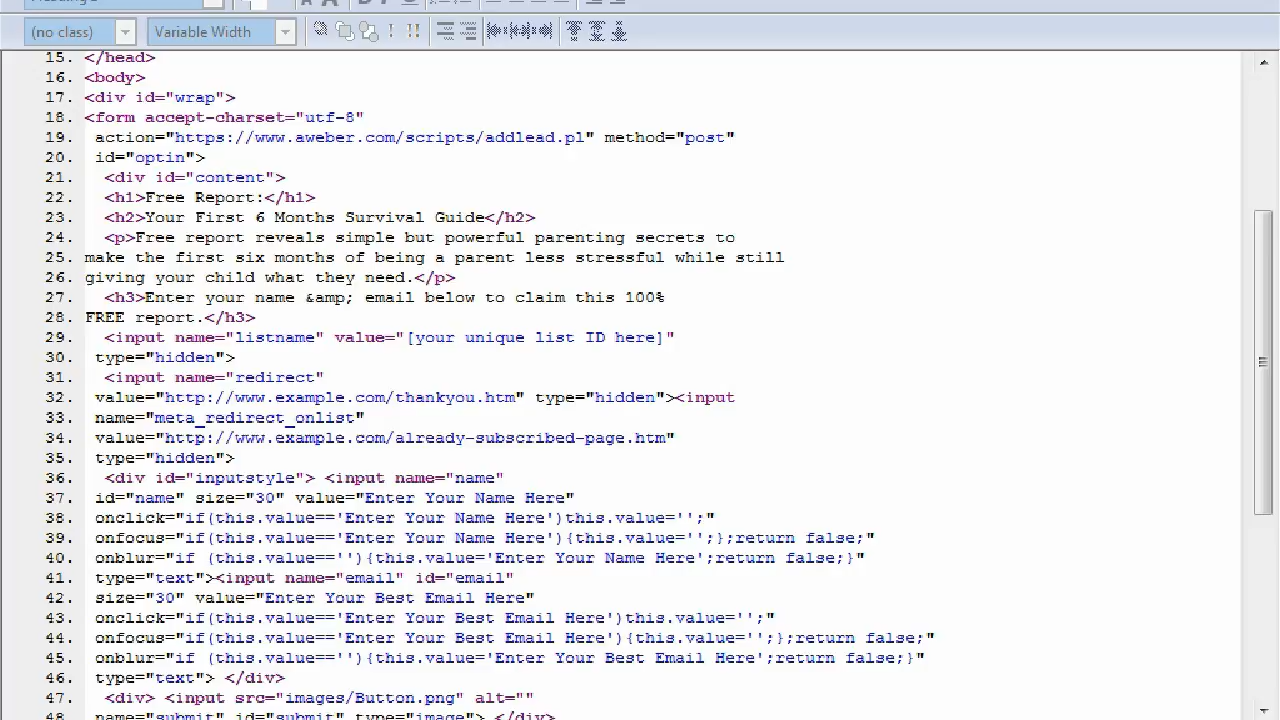 (no class) Variable Width
15. </head>
16. <body>
17. <div id="wrap">
18. <form accept-charset="utf-8"
19. action="https://www.aweber.com/scripts/addlead.pl" method="post"
20. id="optin">
21. <div id="content">
22. <h1>Free Report:</h1>
23. <h2>Your First 6 Months Survival Guide</h2>
24. <p>Free report reveals simple but powerful parenting secrets to
25. make the first six months of being a parent less stressful while still
26. giving your child what they need.</p>
27. <h3>Enter your name &amp; email below to claim this 100%
28. FREE report.</h3>
29. <input name="listname" value="[your unique list ID here]"
30. type="hidden">
31. <input name="redirect"
32. value="http://www.example.com/thankyou.htm" type="hidden"><input
33. name="meta_redirect_onlist"
34. value="http://www.example.com/already-subscribed-page.htm"
35. type="hidden">
36. <div id="inputstyle"> <input name="name"
37. id="name" size="30" value="Enter Your Name Here"
38. onclick="if(this.value=='Enter Your Name Here')this.value='';"
39. onfocus="if(this.value=='Enter Your Name Here'){this.value='';};return false;"
40. onblur="if (this.value==''){this.value='Enter Your Name Here';return false;}"
41. type="text"><input name="email" id="email"
42. size="30" value="Enter Your Best Email Here"
43. onclick="if(this.value=='Enter Your Best Email Here')this.value='';"
44. onfocus="if(this.value=='Enter Your Best Email Here'){this.value='';};return false;"
45. onblur="if (this.value==''){this.value='Enter Your Best Email Here';return false;}"
46. type="text"> </div>
47. <div> <input src="images/Button.png" alt=""
48. name="submit" id="submit" type="image"> </div>